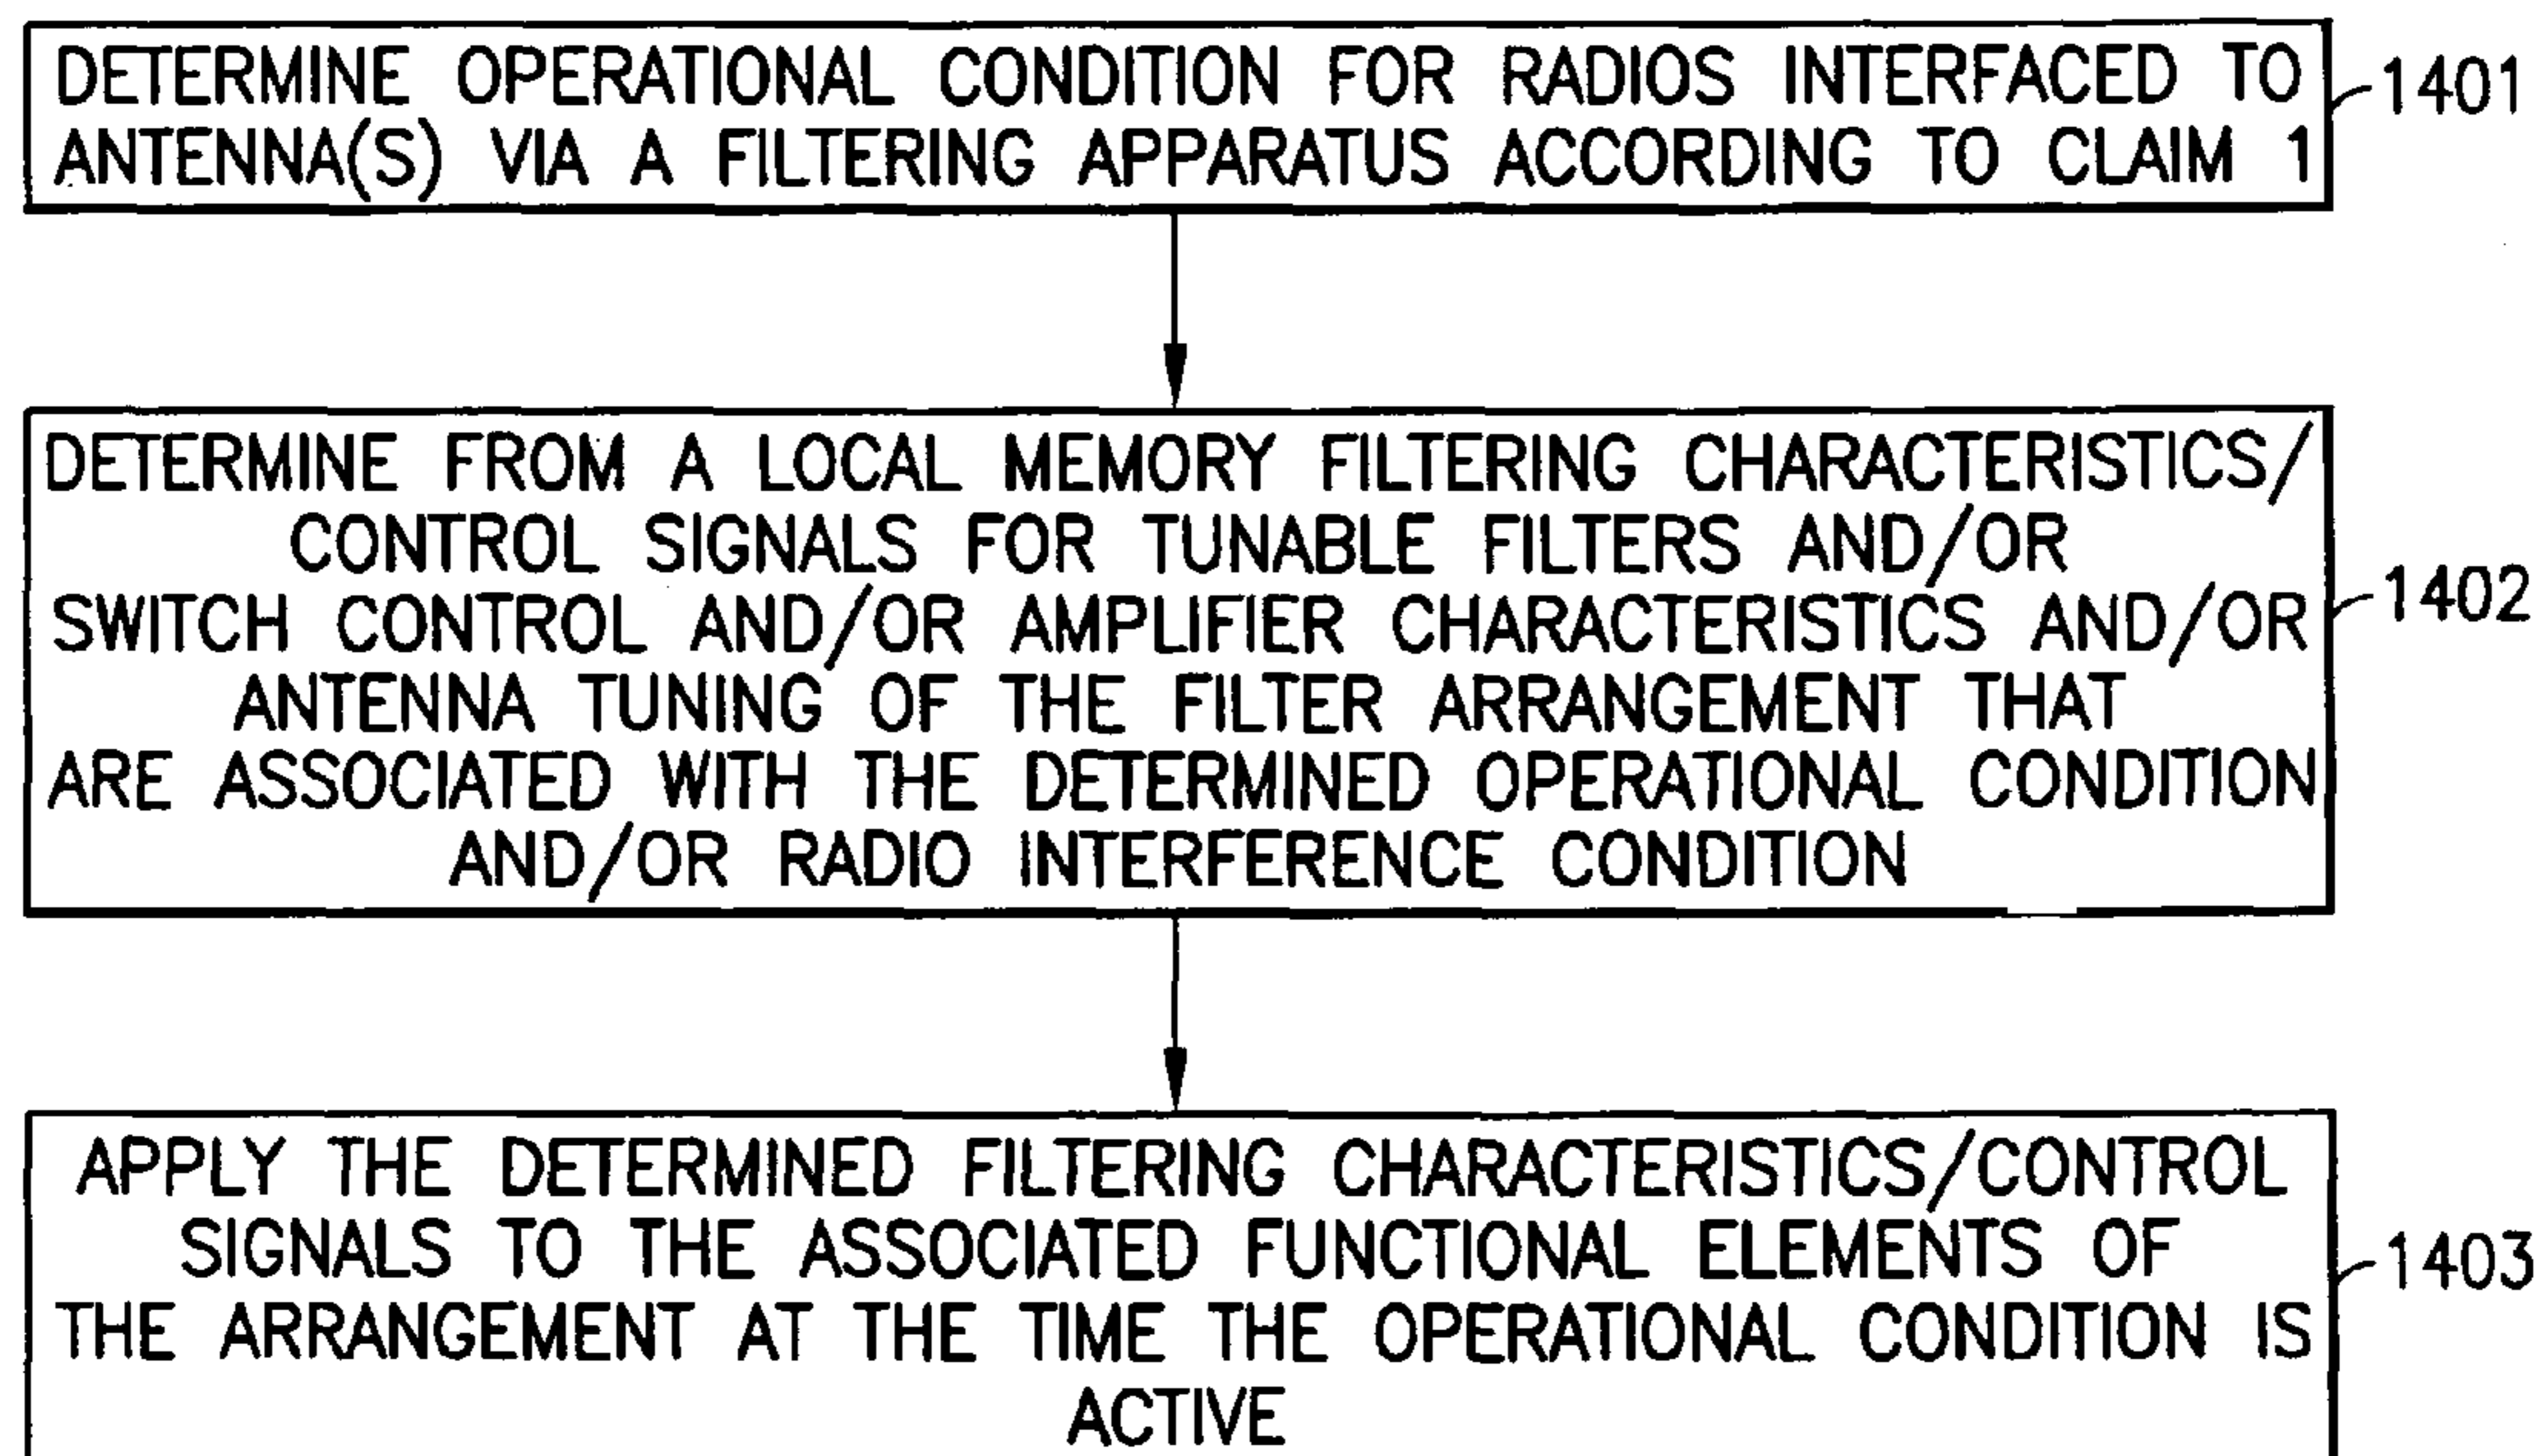 DETERMINE OPERATIONAL CONDITION FOR RADIOS INTERFACED TO
ANTENNA(S) VIA A FILTERING APPARATUS ACCORDING TO CLAIM 1
1401
DETERMINE FROM A LOCAL MEMORY FILTERING CHARACTERISTICS/
CONTROL SIGNALS FOR TUNABLE FILTERS AND/OR
SWITCH CONTROL AND/OR AMPLIFIER CHARACTERISTICS AND/OR
ANTENNA TUNING OF THE FILTER ARRANGEMENT THAT
ARE ASSOCIATED WITH THE DETERMINED OPERATIONAL CONDITION
AND/OR RADIO INTERFERENCE CONDITION
1402
APPLY THE DETERMINED FILTERING CHARACTERISTICS/CONTROL
SIGNALS TO THE ASSOCIATED FUNCTIONAL ELEMENTS OF
THE ARRANGEMENT AT THE TIME THE OPERATIONAL CONDITION IS
ACTIVE
1403